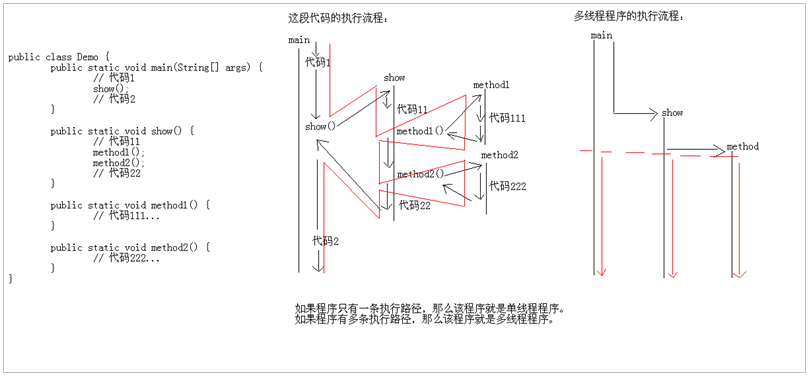 public class Demo {
public static void main(String[] args) {
// 代码1
show();
// 代码2
}
public static void show() {
// 代码11
method1();
method2();
// 代码22
}
public static void method1() {
// 代码111...
}
public static void method2() {
// 代码222...
}
}
这段代码的执行流程：
main
代码1
show
method1
代码11
代码111
show()
method1()
method2
method2()
代码222
代码22
代码2
多线程程序的执行流程：
main
show
method
如果程序只有一条执行路径，那么该程序就是单线程程序。
如果程序有多条执行路径，那么该程序就是多线程程序。